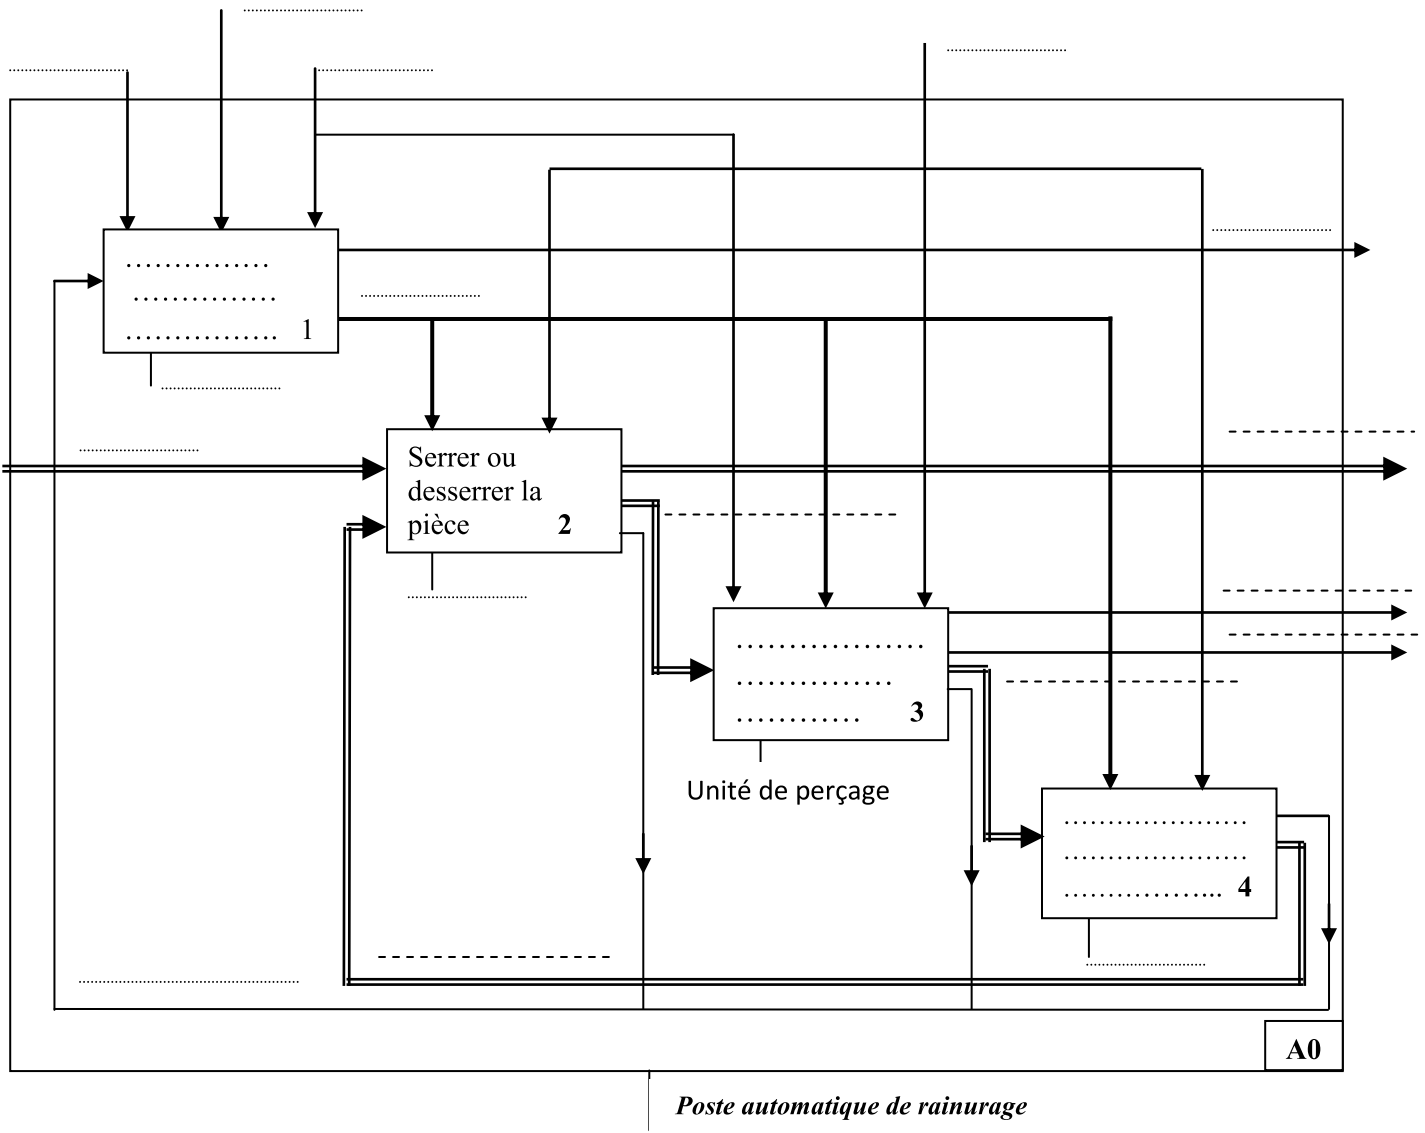 1
Serrer ou
desserrer la
pièce 2
3
Unité de perçage
4
A0
Poste automatique de rainurage